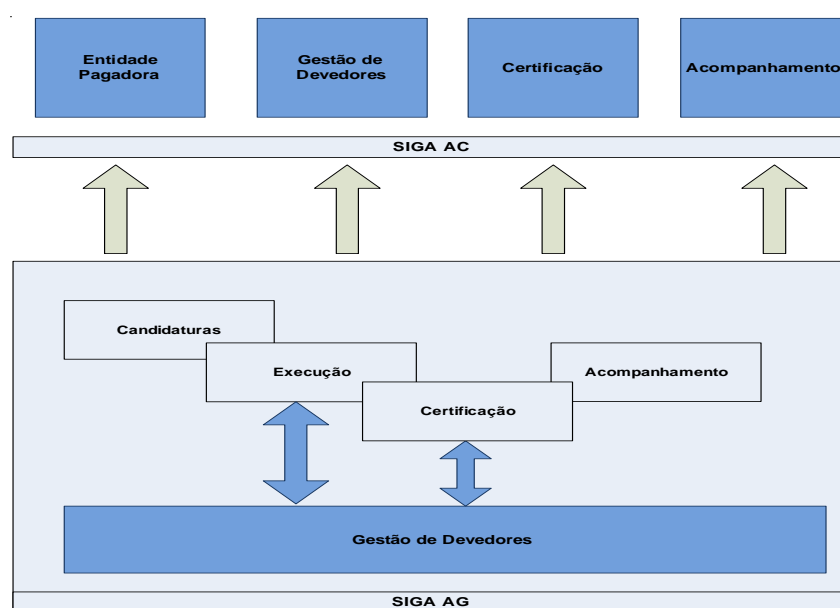 Entidade
Pagadora
Gestão de
Devedores
Certificação
Acompanhamento
SIGA AC
Candidaturas
Execução
Acompanhamento
Certificação
Gestão de Devedores
SIGA AG